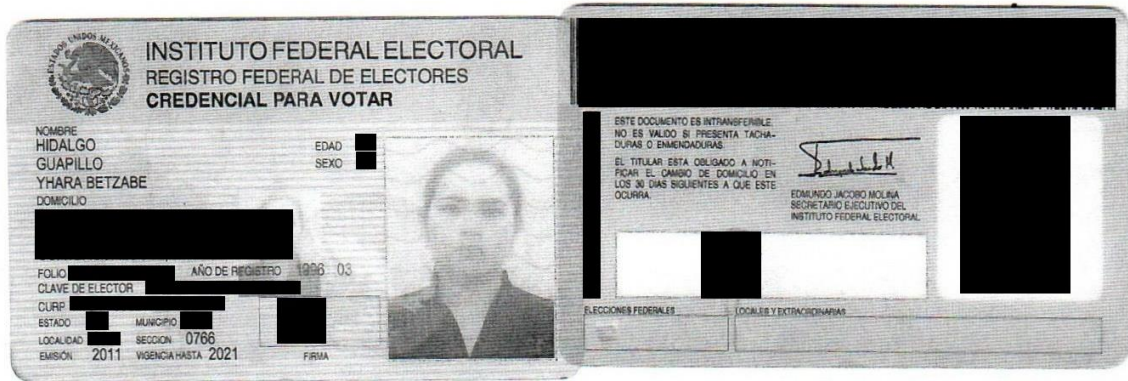 ESTADOS UNIDOS MEXICANOS
INSTITUTO FEDERAL ELECTORAL
REGISTRO FEDERAL DE ELECTORES
CREDENCIAL PARA VOTAR
NOMBRE
HIDALGO
GUAPILLO
YHARA BETZABE
EDAD
SEXO
DOMICILIO
FOLIO
AÑO DE REGISTRO 1996 03
CLAVE DE ELECTOR
CURP
ESTADO MUNICIPIO
LOCALIDAD SECCION 0766
EMISIÓN 2011 VIGENCIA HASTA 2021
FIRMA
ESTE DOCUMENTO ES INTRANSFERIBLE.
NO ES VALIDO SI PRESENTA TACHA-
DURAS O ENMENDADURAS.
EL TITULAR ESTA OBLIGADO A NOTI-
FICAR EL CAMBIO DE DOMICILIO EN
LOS 30 DIAS SIGUIENTES A QUE ESTE
OCURRA.
EDMUNDO JACOBO MOLINA
SECRETARIO EJECUTIVO DEL
INSTITUTO FEDERAL ELECTORAL
ELECCIONES FEDERALES
LOCALES Y EXTRAORDINARIAS